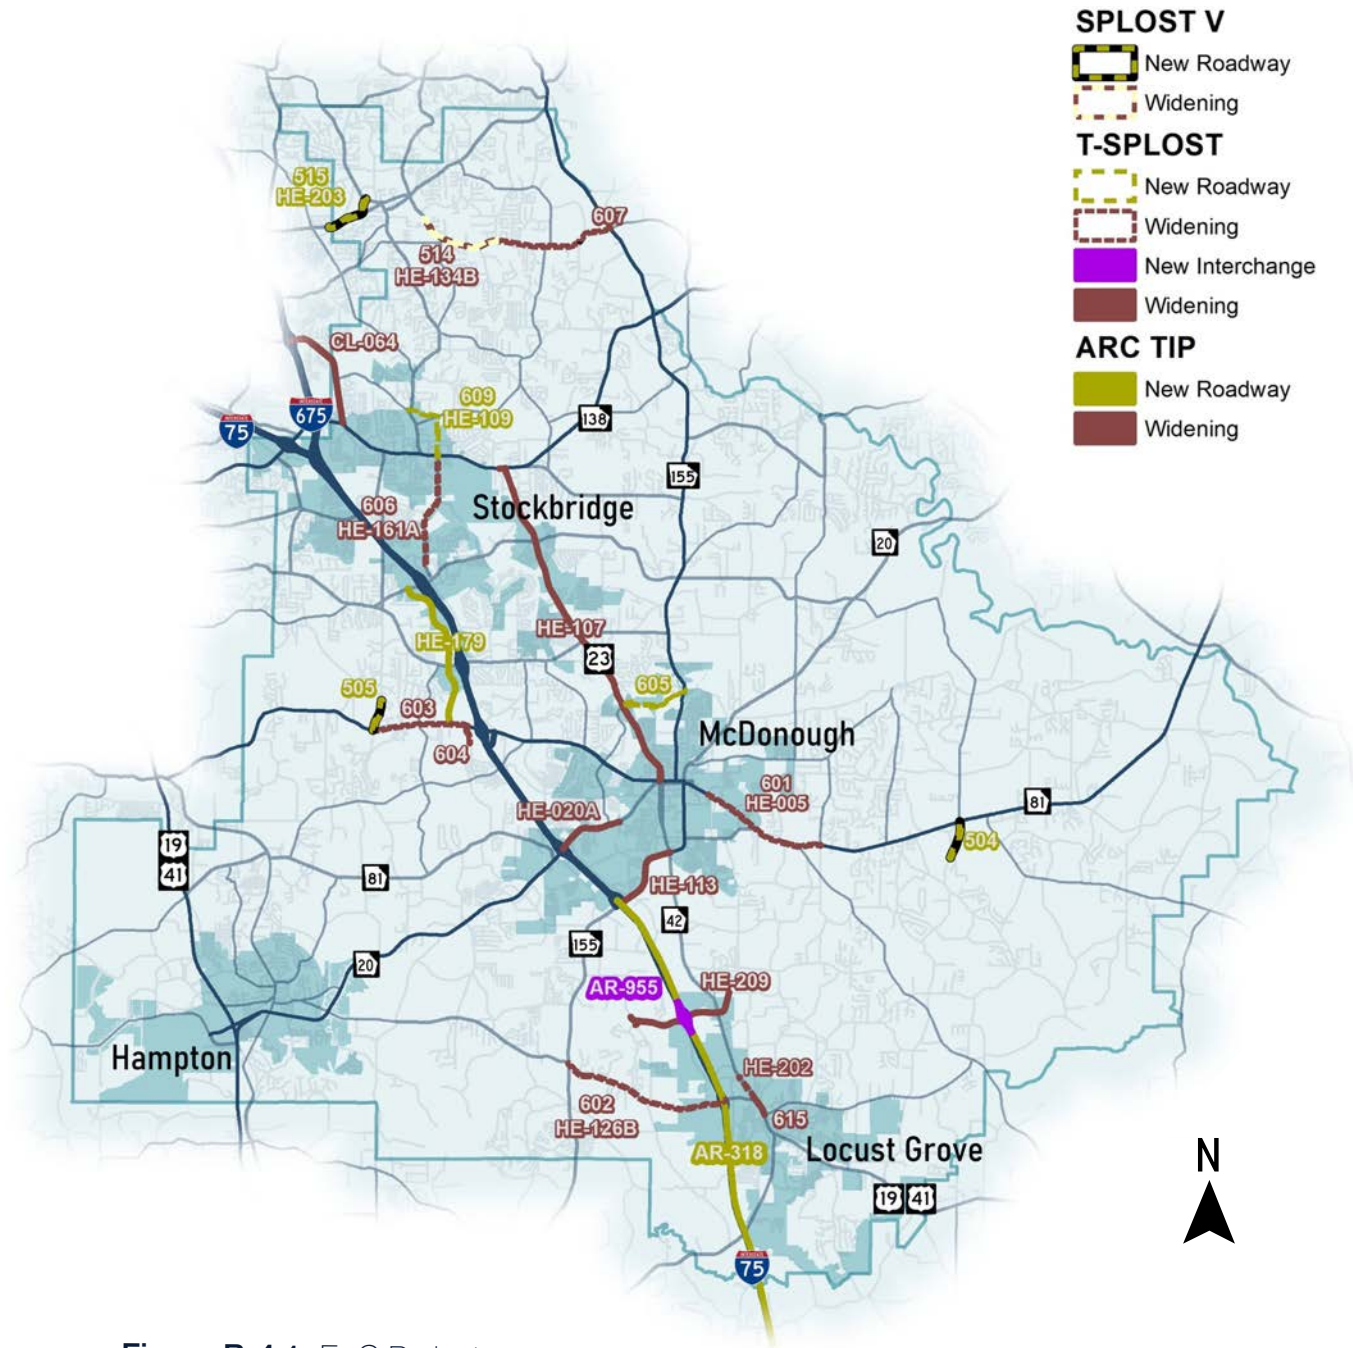 SPLOST V
New Roadway
Widening
T-SPLOST
New Roadway
Widening
New Interchange
Widening
ARC TIP
New Roadway
Widening
515
HE-203
607
514
HE-134B
CL-064
609
HE-109
675
75
138
155
Stockbridge
606
HE-161A
20
HE-107
HE-179
23
505
605
603
604
McDonough
601
HE-005
HE-020A
81
504
19
41
81
HE-113
42
155
20
AR-955
HE-209
Hampton
HE-202
602
HE-126B
615
AR-318
Locust Grove
N
19
41
75